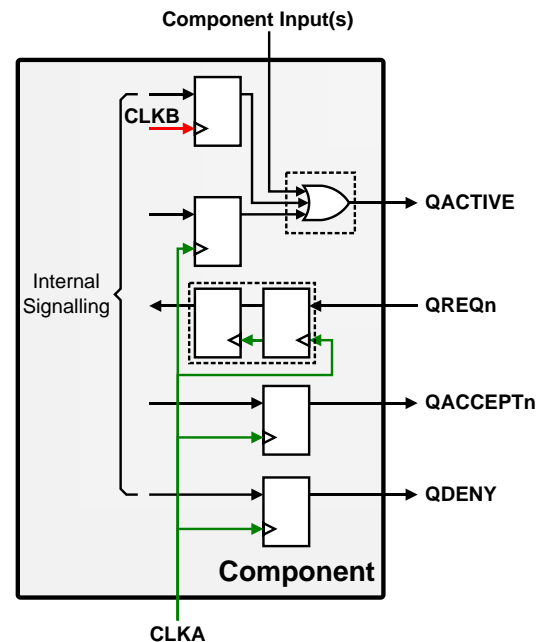 Component Input(s)
CLKB
QACTIVE
Internal
Signalling
QREQn
QACCEPTn
QDENY
Component
CLKA